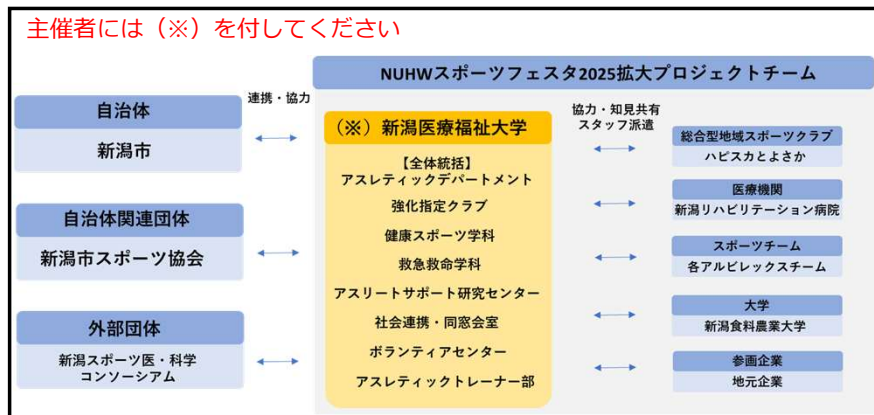 主催者には（※）を付してください
NUHWスポーツフェスタ2025拡大プロジェクトチーム
自治体
新潟市
連携・協力
自治体関連団体
新潟市スポーツ協会
外部団体
新潟スポーツ医・科学
コンソーシアム
（※）新潟医療福祉大学
【全体統括】
アスレティックデパートメント
強化指定クラブ
健康スポーツ学科
救急救命学科
アスリートサポート研究センター
社会連携・同窓会室
ボランティアセンター
アスレティックトレーナー部
協力・知見共有
スタッフ派遣
総合型地域スポーツクラブ
ハピスカとよさか
医療機関
新潟リハビリテーション病院
スポーツチーム
各アルビレックスチーム
大学
新潟食料農業大学
参画企業
地元企業